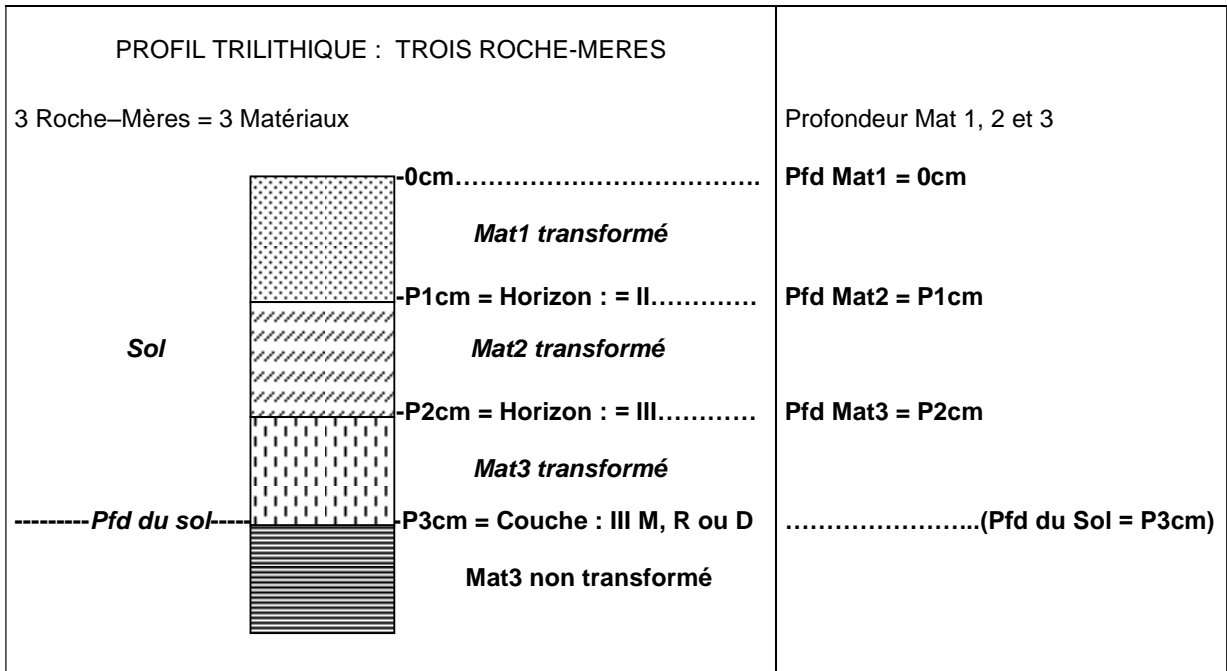 PROFIL TRILITHIQUE : TROIS ROCHE-MERES
3 Roche–Mères = 3 Matériaux
Profondeur Mat 1, 2 et 3
-0cm……………………………….
Pfd Mat1 = 0cm
Mat1 transformé
-P1cm = Horizon : = II………….
Pfd Mat2 = P1cm
Sol
Mat2 transformé
-P2cm = Horizon : = III…………
Pfd Mat3 = P2cm
Mat3 transformé
---------Pfd du sol-----
-P3cm = Couche : III M, R ou D
…………………...(Pfd du Sol = P3cm)
Mat3 non transformé